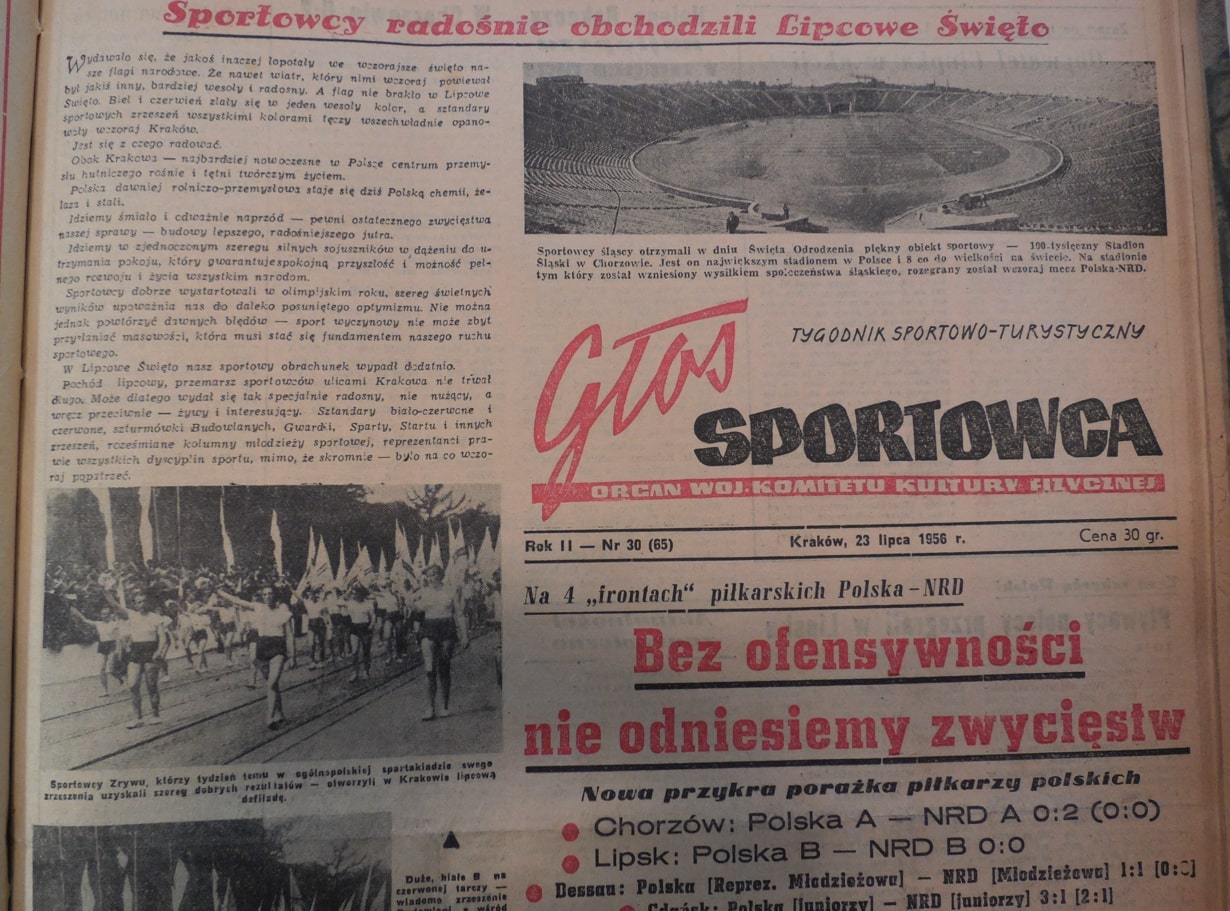 Sportowcy radośnie obchodzili Lipcowe Święto
Wydawało się, że jakoś inaczej łopotały we wczorajsze święto na-
sze flagi narodowe. Że nawet wiatr, który nimi wczoraj powiewał
był jakiś inny, bardziej wesoły i radosny. A flag nie brakło w Lipcowe
Święto. Biel i czerwień zlały się w jeden wesoły kolor, a sztandary
sportowych zrzeszeń wszystkimi kolorami tęczy wszechwładnie opano-
wały wczoraj Kraków.
Jest się z czego radować.
Obok Krakowa — najbardziej nowoczesne w Polsce centrum przemy-
słu hutniczego rośnie i tętni twórczym życiem.
Polska dawniej rolniczo-przemysłowa staje się dziś Polską chemii, że-
laza i stali.
Idziemy śmiało i odważnie naprzód — pewni ostatecznego zwycięstwa
naszej sprawy — budowy lepszego, radośniejszego jutra.
Idziemy w zjednoczonym szeregu silnych sojuszników w dążeniu do u-
trzymania pokoju, który gwarantuje spokojną przyszłość i możność peł-
nego rozwoju i życia wszystkim narodom.
Sportowcy dobrze wystartowali w olimpijskim roku, szereg świetnych
wyników upoważnia nas do daleko posuniętego optymizmu. Nie można
jednak powtórzyć dawnych błędów — sport wyczynowy nie może zbyt
przysłaniać masowości, która musi stać się fundamentem naszego ruchu
sportowego.
W Lipcowe Święto nasz sportowy obrachunek wypadł dodatnio.
Pochód lipcowy, przemarsz sportowców ulicami Krakowa nie trwał
długo. Może dlatego wydał się tak specjalnie radosny, nie nużący, a
wręcz przeciwnie — żywy i interesujący. Sztandary biało-czerwone i
czerwone, szturmówki Budowlanych, Gwardii, Sparty, Startu i innych
zrzeszeń, roześmiane kolumny młodzieży sportowej, reprezentanci pra-
wie wszystkich dyscyplin sportu, mimo, że skromnie — było na co wczo-
raj popatrzeć.
Sportowcy Zrywu, którzy tydzień temu w ogólnopolskiej spartakiadzie swego
zrzeszenia uzyskali szereg dobrych rezultatów — otworzyli w Krakowie lipcową
defiladę.
Duże, białe B na
czerwonej tarczy —
wiadomo zrzeszenie
Sportowcy śląscy otrzymali w dniu Święta Odrodzenia piękny obiekt sportowy — 100-tysięczny Stadion
Śląski w Chorzowie. Jest on największym stadionem w Polsce i 8 co do wielkości na świecie. Na stadionie
tym który został wzniesiony wysiłkiem społeczeństwa śląskiego, rozegrany został wczoraj mecz Polska-NRD.
TYGODNIK SPORTOWO-TURYSTYCZNY
Głos
SPORTOWCA
ORGAN WOJ. KOMITETU KULTURY FIZYCZNEJ
Rok II — Nr 30 (65) Kraków, 23 lipca 1956 r. Cena 30 gr.
Na 4 „frontach" piłkarskich Polska-NRD
Bez ofensywności
nie odniesiemy zwycięstw
Nowa przykra porażka piłkarzy polskich
Chorzów: Polska A — NRD A 0:2 (0:0)
Lipsk: Polska B — NRD B 0:0
Dessau: Polska [Reprez. Młodzieżowa] — NRD [Młodzieżowa] 1:1
Gdańsk: Polska [juniorzy] — NRD [juniorzy] 3:1 [2:1]